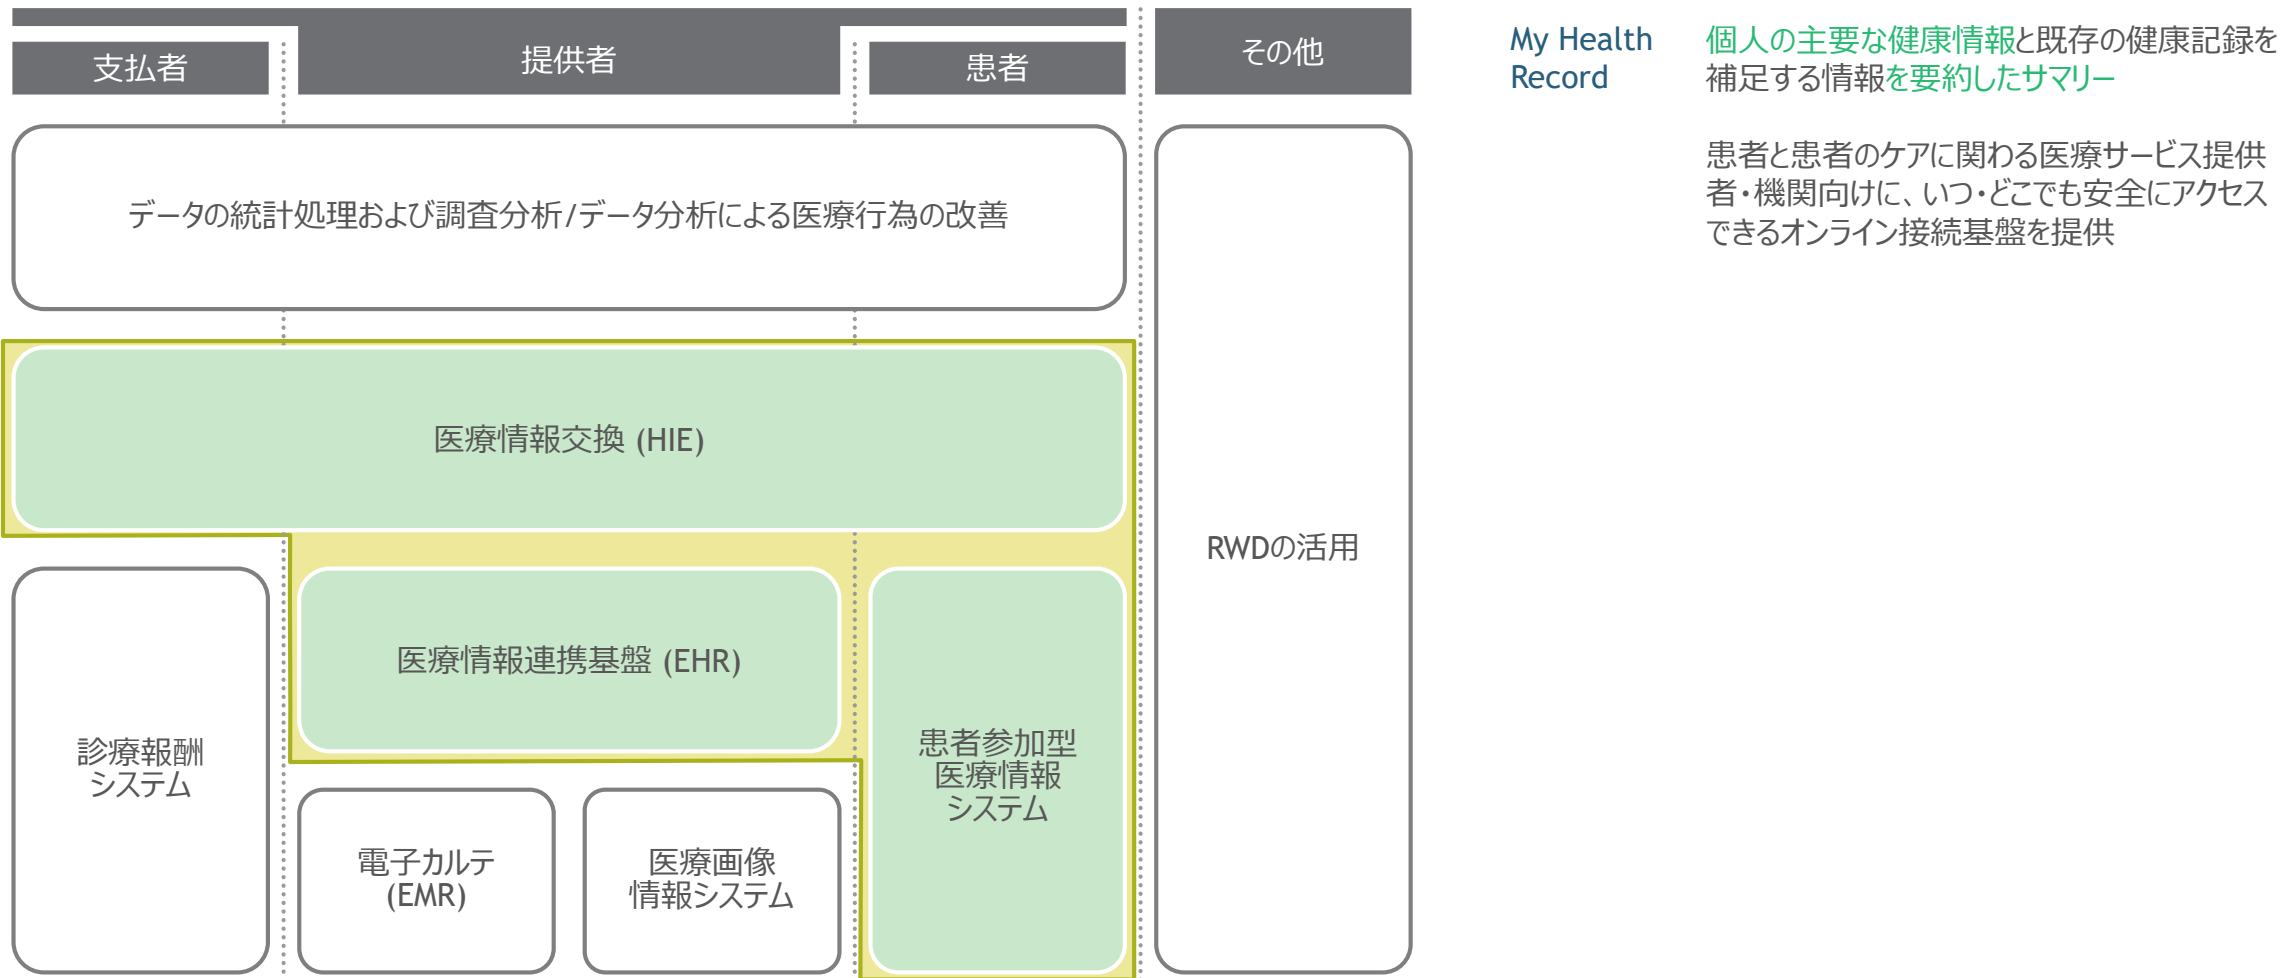 支払者
提供者
患者
その他
データの統計処理および調査分析/データ分析による医療行為の改善
医療情報交換 (HIE)
RWDの活用
医療情報連携基盤 (EHR)
診療報酬
システム
患者参加型
医療情報
システム
電子カルテ
(EMR)
医療画像
情報システム
My Health
Record
個人の主要な健康情報と既存の健康記録を
補足する情報を要約したサマリー
患者と患者のケアに関わる医療サービス提供
者・機関向けに、いつ・どこでも安全にアクセス
できるオンライン接続基盤を提供